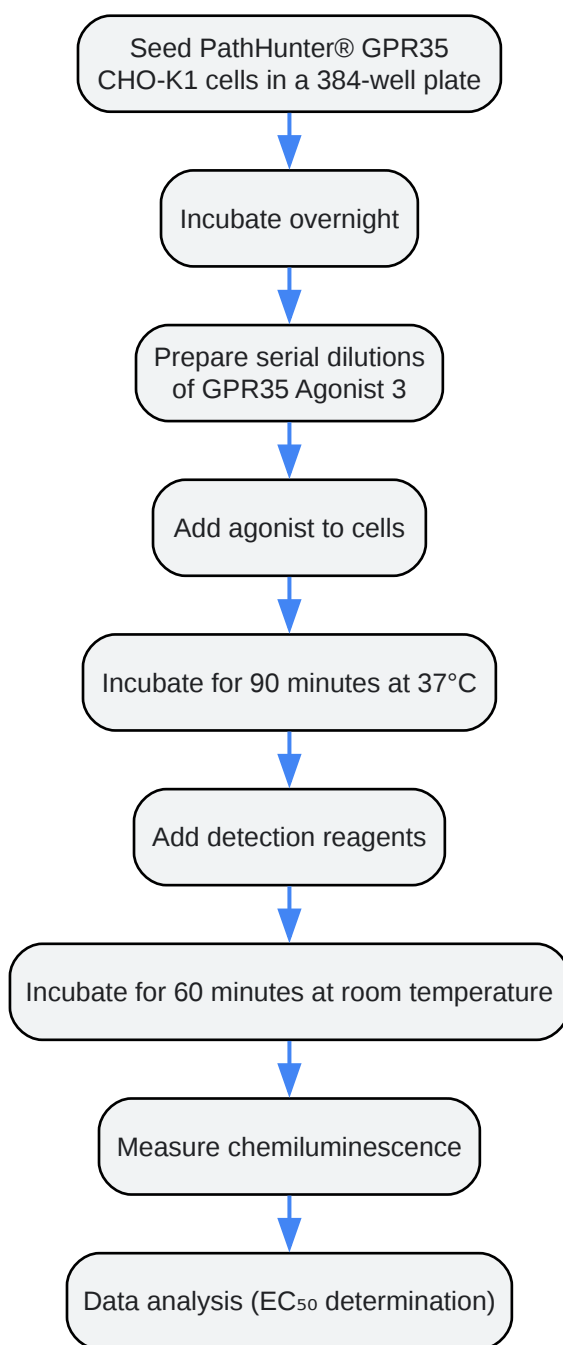 Seed PathHunter® GPR35
CHO-K1 cells in a 384-well plate
Incubate overnight
Prepare serial dilutions
of GPR35 Agonist 3
Add agonist to cells
Incubate for 90 minutes at 37°C
Add detection reagents
Incubate for 60 minutes at room temperature
Measure chemiluminescence
Data analysis (EC₅₀ determination)